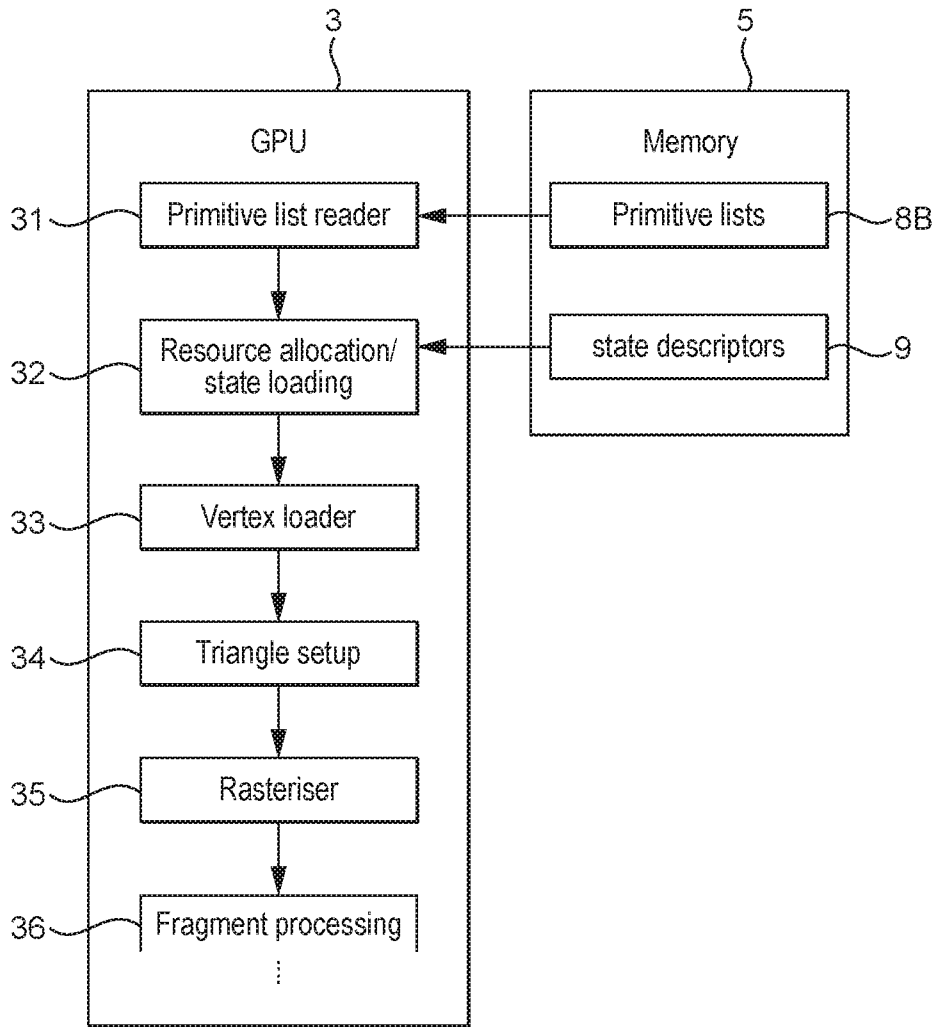 3
5
GPU
Memory
31
Primitive list reader
Primitive lists
8B
32
Resource allocation/
state loading
state descriptors
9
33
Vertex loader
34
Triangle setup
35
Rasteriser
36
Fragment processing